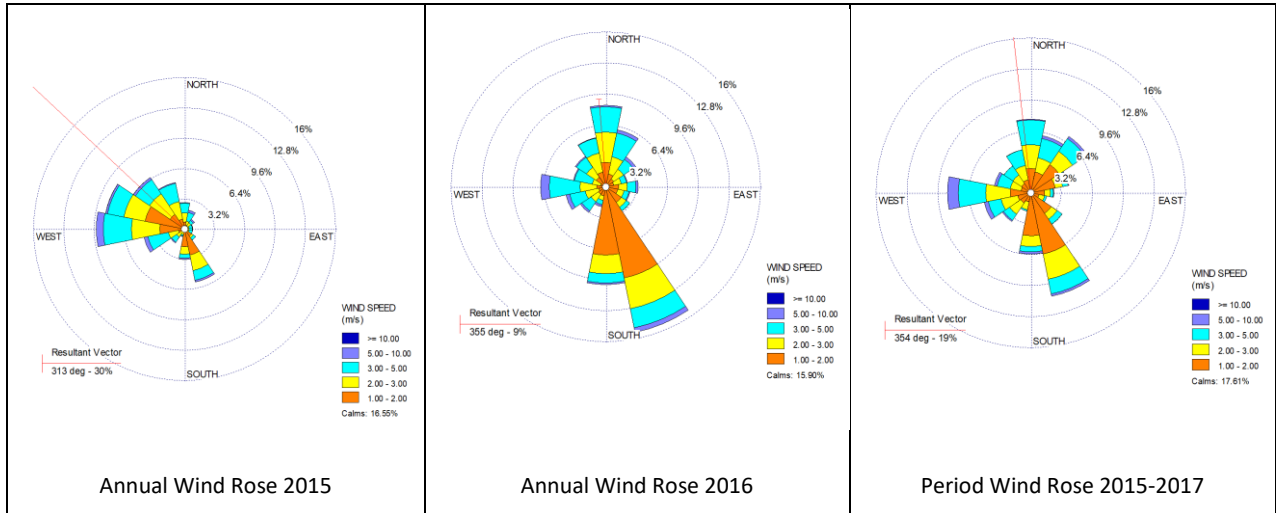 NORTH
16%
12.8%
9.6%
6.4%
3.2%
WEST
EAST
SOUTH
WIND SPEED
(m/s)
>= 10.00
5.00 - 10.00
3.00 - 5.00
2.00 - 3.00
1.00 - 2.00
Calms: 16.55%
Resultant Vector
313 deg - 30%
Annual Wind Rose 2015
NORTH
16%
12.8%
9.6%
6.4%
3.2%
WEST
EAST
SOUTH
WIND SPEED
(m/s)
>= 10.00
5.00 - 10.00
3.00 - 5.00
2.00 - 3.00
1.00 - 2.00
Calms: 15.90%
Resultant Vector
355 deg - 9%
Annual Wind Rose 2016
NORTH
16%
12.8%
9.6%
6.4%
3.2%
WEST
EAST
SOUTH
WIND SPEED
(m/s)
>= 10.00
5.00 - 10.00
3.00 - 5.00
2.00 - 3.00
1.00 - 2.00
Calms: 17.61%
Resultant Vector
354 deg - 19%
Period Wind Rose 2015-2017